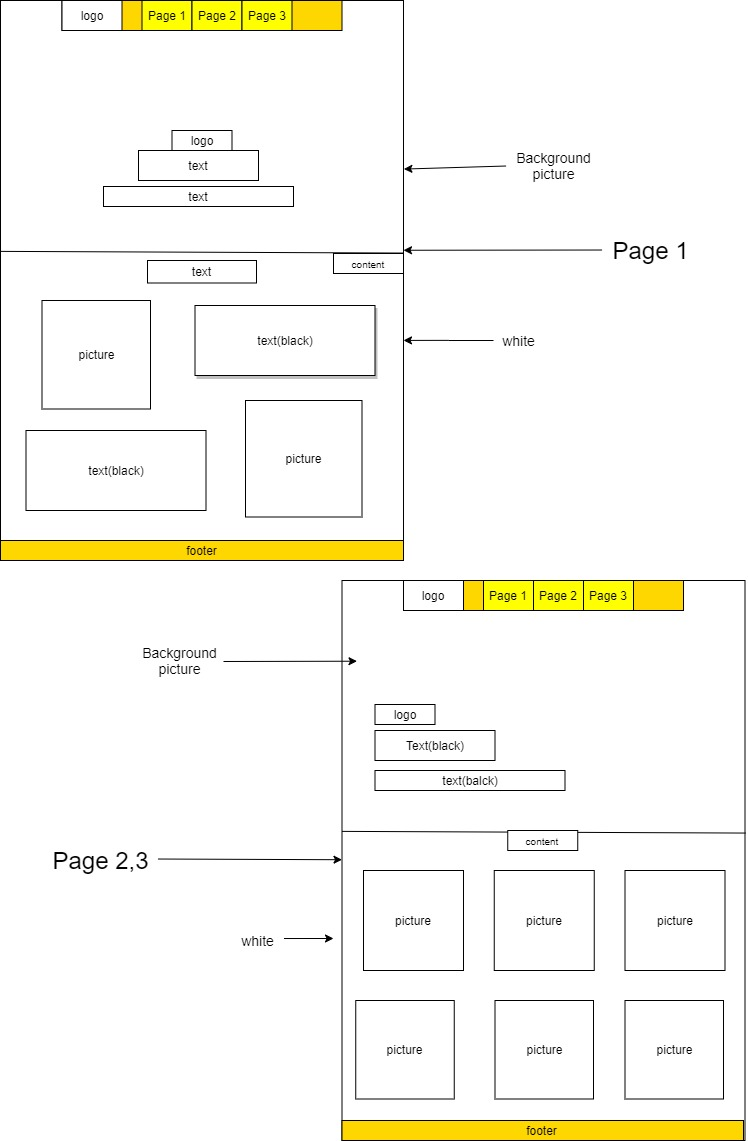 logo
Page 1
Page 2
Page 3
logo
text
text
Background
picture
Page 1
content
text
picture
text(black)
white
text(black)
picture
footer
logo
Page 1
Page 2
Page 3
Background
picture
logo
Text(black)
text(balck)
content
Page 2,3
picture
picture
picture
white
picture
picture
picture
footer